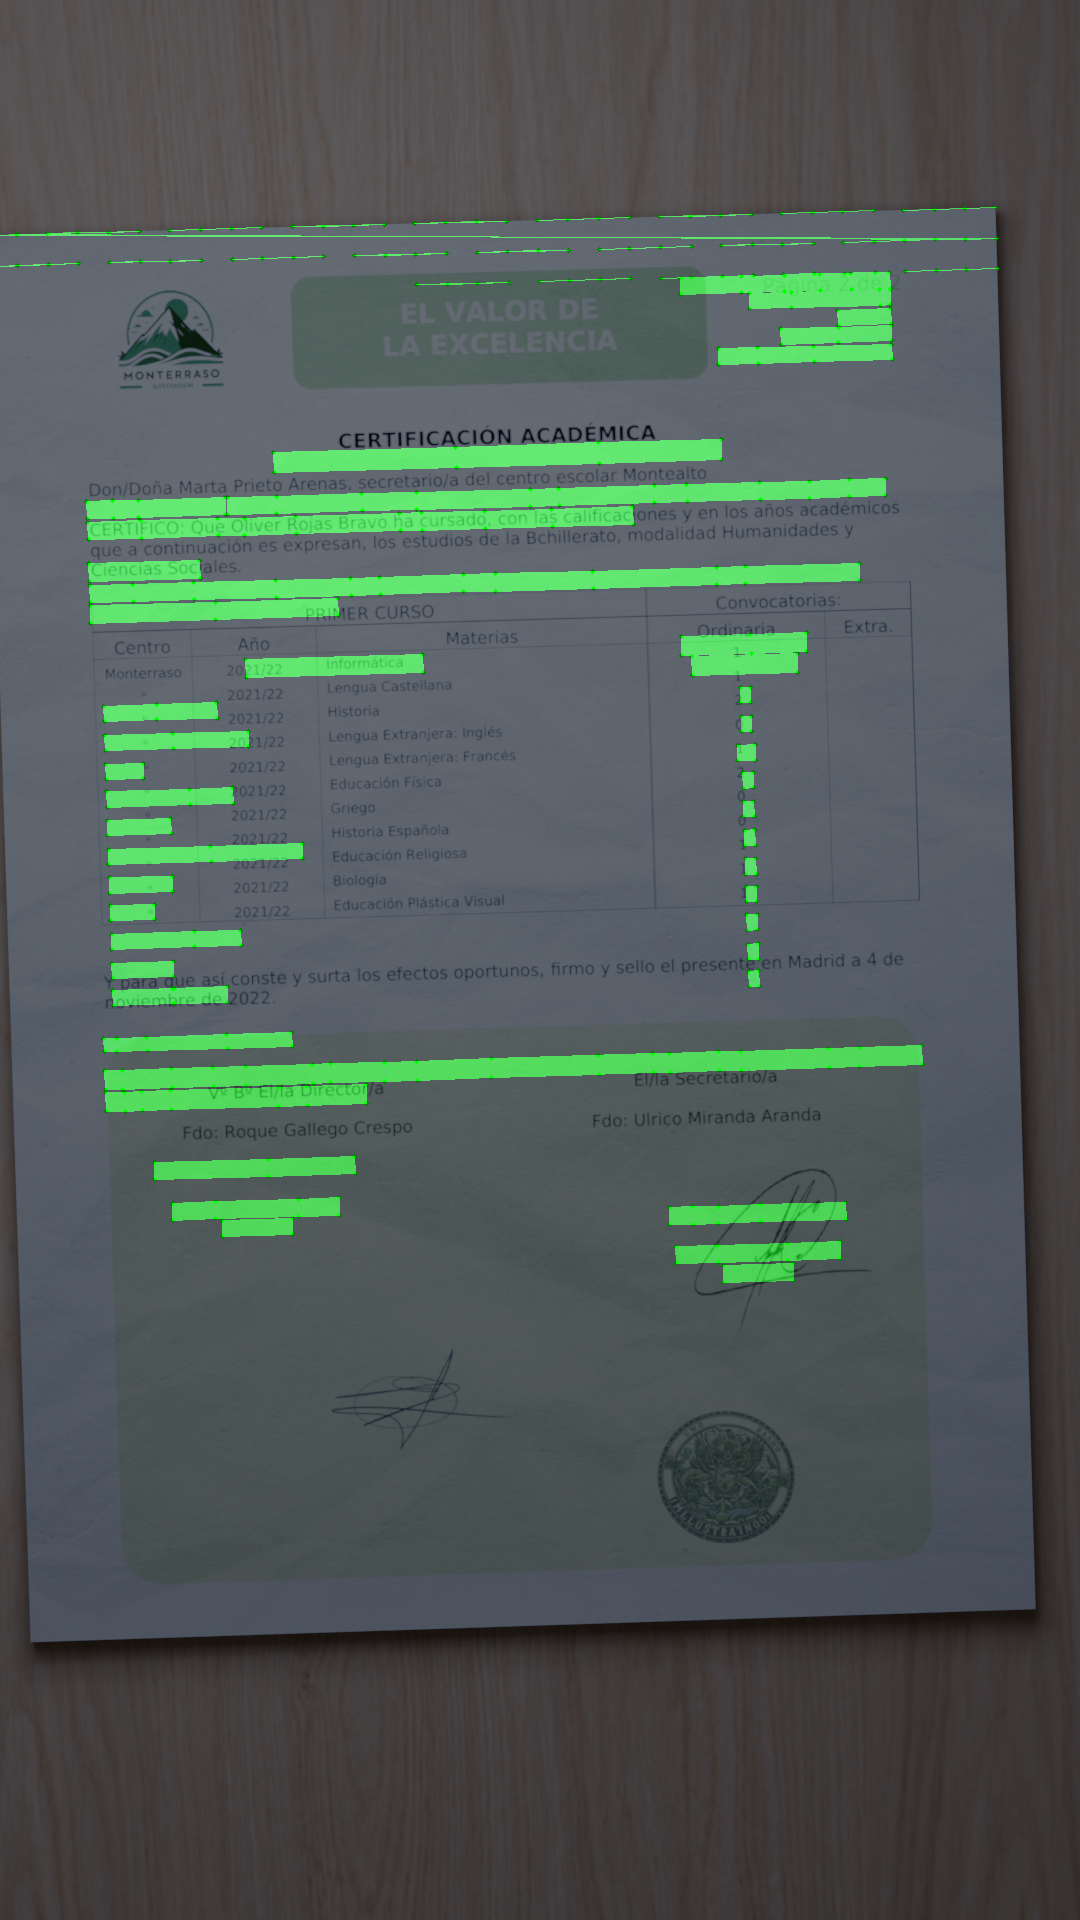 Página 2 de 2
EL VALOR DE
LA EXCELENCIA
MONTERRASO
CERTIFICACIÓN ACADÉMICA
Don/Doña Marta Prieto Arenas, secretario/a del centro escolar Montealto
CERTIFICO: Que Oliver Rojas Bravo ha cursado, con las calificaciones y en los años académicos
que a continuación es expresan, los estudios de la Bchillerato, modalidad Humanidades y
Ciencias Sociales.
PRIMER CURSO Convocatorias:
Centro Año Materias Ordinaria Extra.
Monterraso 2021/22 Informática 1
" 2021/22 Lengua Castellana 1
" 2021/22 Historia 2
" 2021/22 Lengua Extranjera: Inglés 0
" 2021/22 Lengua Extranjera: Francés 1
" 2021/22 Educación Física 2
" 2021/22 Griego 0
" 2021/22 Historia Española 0
" 2021/22 Educación Religiosa
" 2021/22 Biología
" 2021/22 Educación Plástica Visual
Y para que así conste y surta los efectos oportunos, firmo y sello el presente en Madrid a 4 de
noviembre de 2022.
Vº Bº El/la Director/a El/la Secretario/a
Fdo: Roque Gallego Crespo Fdo: Ulrico Miranda Aranda